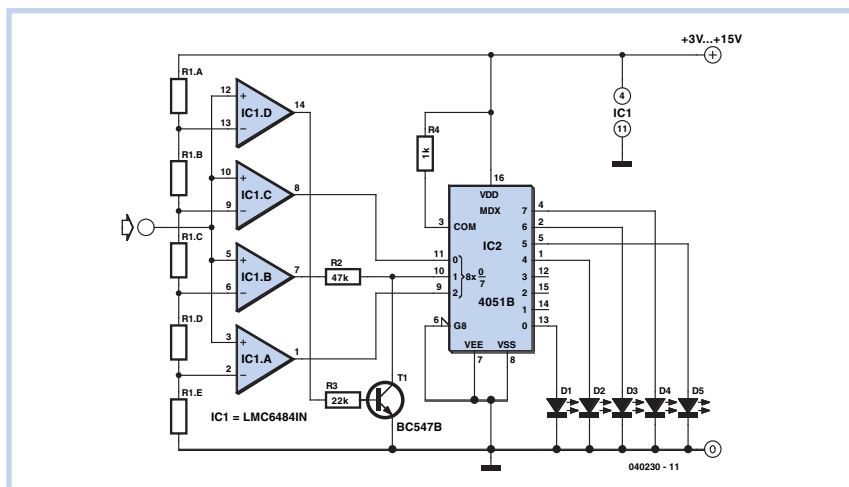 +3V...+15V
R1.A
12
+
IC1.D
14
13
−
4
IC1
11
R4
1k
R1.B
10
+
IC1.C
8
9
−
16
VDD
3
COM
MDX
IC2
4051B
7
4
6
2
5
5
4
1
3
12
2
15
1
14
0
13
R1.C
5
+
IC1.B
7
6
−
R2
47k
11
0
10
1
8x 0/7
9
2
6
G8
VEE
VSS
7
8
R1.D
3
+
IC1.A
1
2
−
R3
22k
T1
BC547B
D1
D2
D3
D4
D5
R1.E
IC1 = LMC6484IN
+
0
040230 - 11